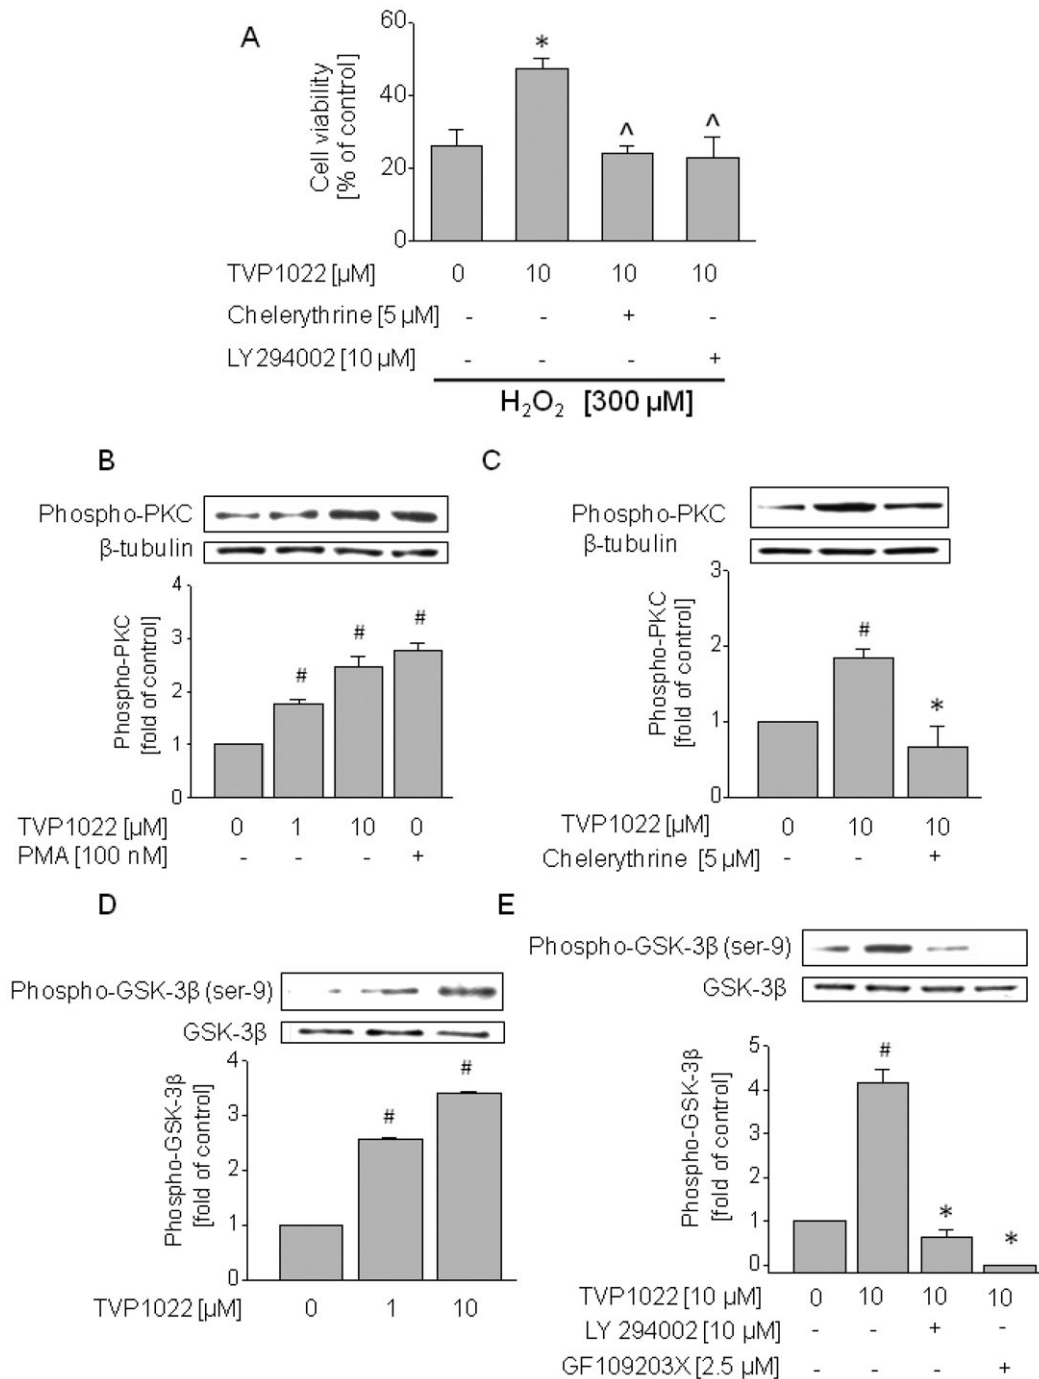 A
Cell viability
[% of control]
60
40
20
0
*
^
^
TVP1022 [µM] 0 10 10 10
Chelerythrine [5 µM] - - + -
LY 294002 [10 µM] - - - +
H₂O₂ [300 µM]
B
Phospho-PKC
β-tubulin
Phospho-PKC
[fold of control]
4
3
2
1
0
#
#
#
TVP1022 [µM] 0 1 10 0
PMA [100 nM] - - - +
C
Phospho-PKC
β-tubulin
Phospho-PKC
[fold of control]
3
2
1
0
#
*
TVP1022 [µM] 0 10 10
Chelerythrine [5 µM] - - +
D
Phospho-GSK-3β (ser-9)
GSK-3β
Phospho-GSK-3β
[fold of control]
4
3
2
1
0
#
#
TVP1022 [µM] 0 1 10
E
Phospho-GSK-3β (ser-9)
GSK-3β
Phospho-GSK-3β
[fold of control]
5
4
3
2
1
0
#
*
*
TVP1022 [10 µM] 0 10 10 10
LY 294002 [10 µM] - - + -
GF109203X [2.5 µM] - - - +